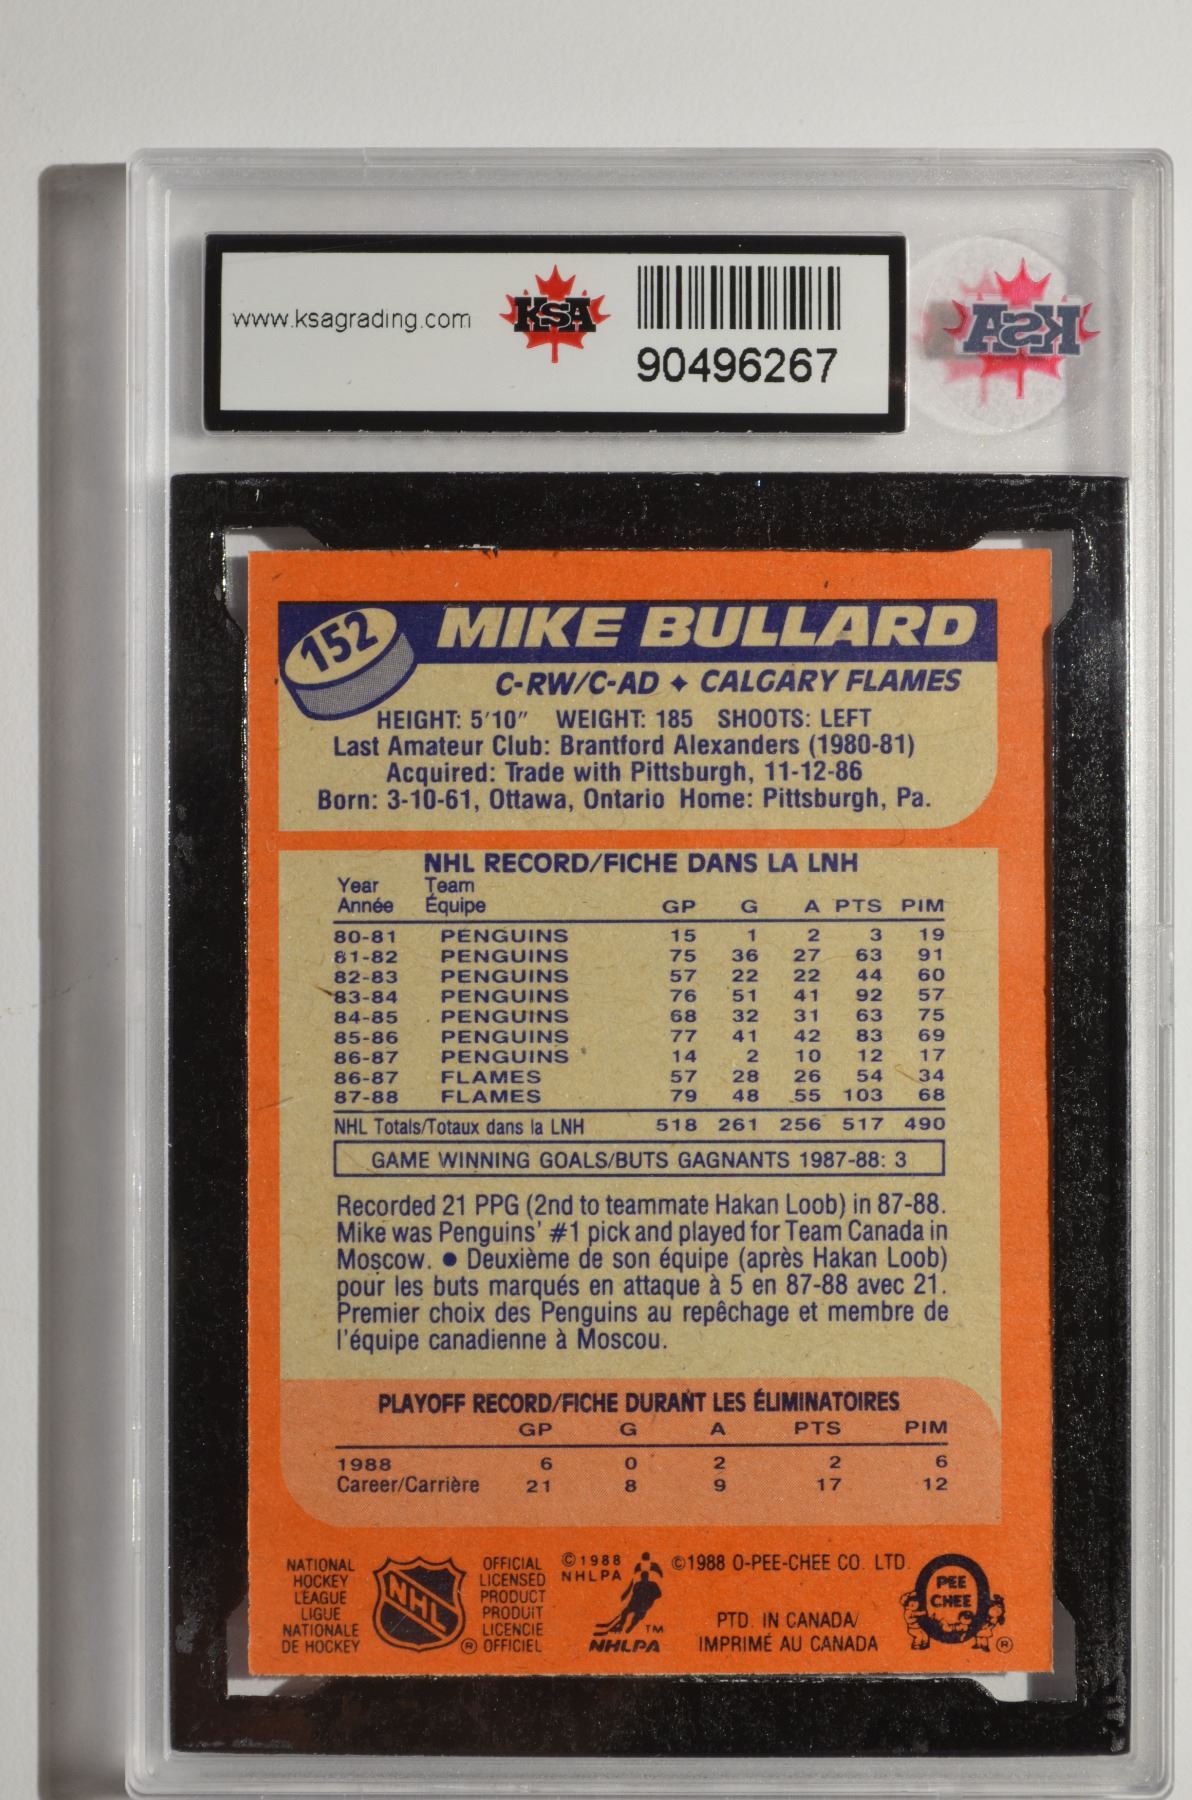 www.ksagrading.com
KSA
90496267
KSA
152
MIKE BULLARD
C-RW/C-AD ✦ CALGARY FLAMES
HEIGHT: 5'10" WEIGHT: 185 SHOOTS: LEFT
Last Amateur Club: Brantford Alexanders (1980-81)
Acquired: Trade with Pittsburgh, 11-12-86
Born: 3-10-61, Ottawa, Ontario Home: Pittsburgh, Pa.
NHL RECORD/FICHE DANS LA LNH
Year Team
Année Équipe GP G A PTS PIM
80-81 PENGUINS 15 1 2 3 19
81-82 PENGUINS 75 36 27 63 91
82-83 PENGUINS 57 22 22 44 60
83-84 PENGUINS 76 51 41 92 57
84-85 PENGUINS 68 32 31 63 75
85-86 PENGUINS 77 41 42 83 69
86-87 PENGUINS 14 2 10 12 17
86-87 FLAMES 57 28 26 54 34
87-88 FLAMES 79 48 55 103 68
NHL Totals/Totaux dans la LNH 518 261 256 517 490
GAME WINNING GOALS/BUTS GAGNANTS 1987-88: 3
Recorded 21 PPG (2nd to teammate Hakan Loob) in 87-88.
Mike was Penguins' #1 pick and played for Team Canada in
Moscow. ● Deuxième de son équipe (après Hakan Loob)
pour les buts marqués en attaque à 5 en 87-88 avec 21.
Premier choix des Penguins au repêchage et membre de
l'équipe canadienne à Moscou.
PLAYOFF RECORD/FICHE DURANT LES ÉLIMINATOIRES
GP G A PTS PIM
1988 6 0 2 2 6
Career/Carrière 21 8 9 17 12
NATIONAL
HOCKEY
LEAGUE
LIGUE
NATIONALE
DE HOCKEY
NHL
®
OFFICIAL
LICENSED
PRODUCT
PRODUIT
LICENCIE
OFFICIEL
©1988
NHLPA
TM
NHLPA
©1988 O-PEE-CHEE CO. LTD.
PTD. IN CANADA/
IMPRIMÉ AU CANADA
O
PEE
CHEE
®